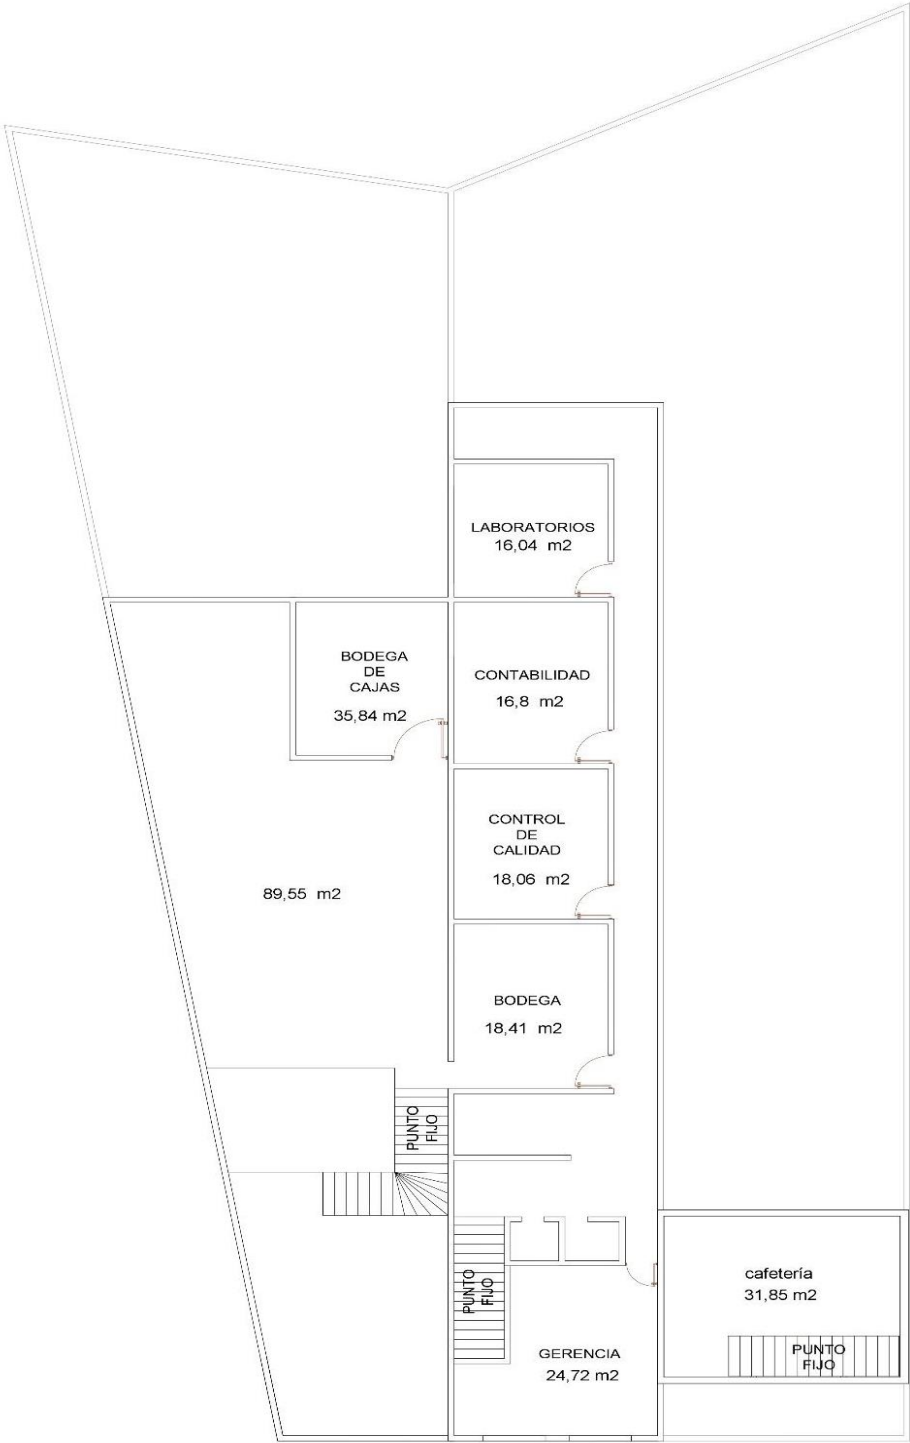 LABORATORIOS
16,04 m2
BODEGA
DE
CAJAS
35,84 m2
CONTABILIDAD
16,8 m2
CONTROL
DE
CALIDAD
18,06 m2
89,55 m2
BODEGA
18,41 m2
PUNTO
FIJO
PUNTO
FIJO
cafetería
31,85 m2
PUNTO
FIJO
GERENCIA
24,72 m2